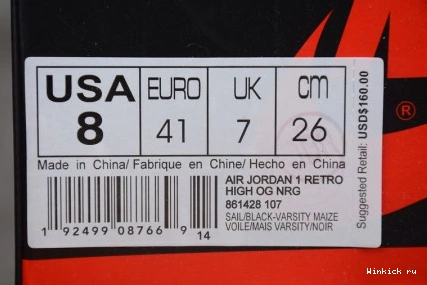 USA EURO UK cm
8 41 7 26
Made in China/ Fabrique en Chine/ Hecho en China
AIR JORDAN 1 RETRO
HIGH OG NRG
861428 107
SAIL/BLACK-VARSITY MAIZE
VOILE/MAIS VARSITY/NOIR
1 92499 08766 9 14
Suggested Retail: USD$160.00
®
Winkick ru